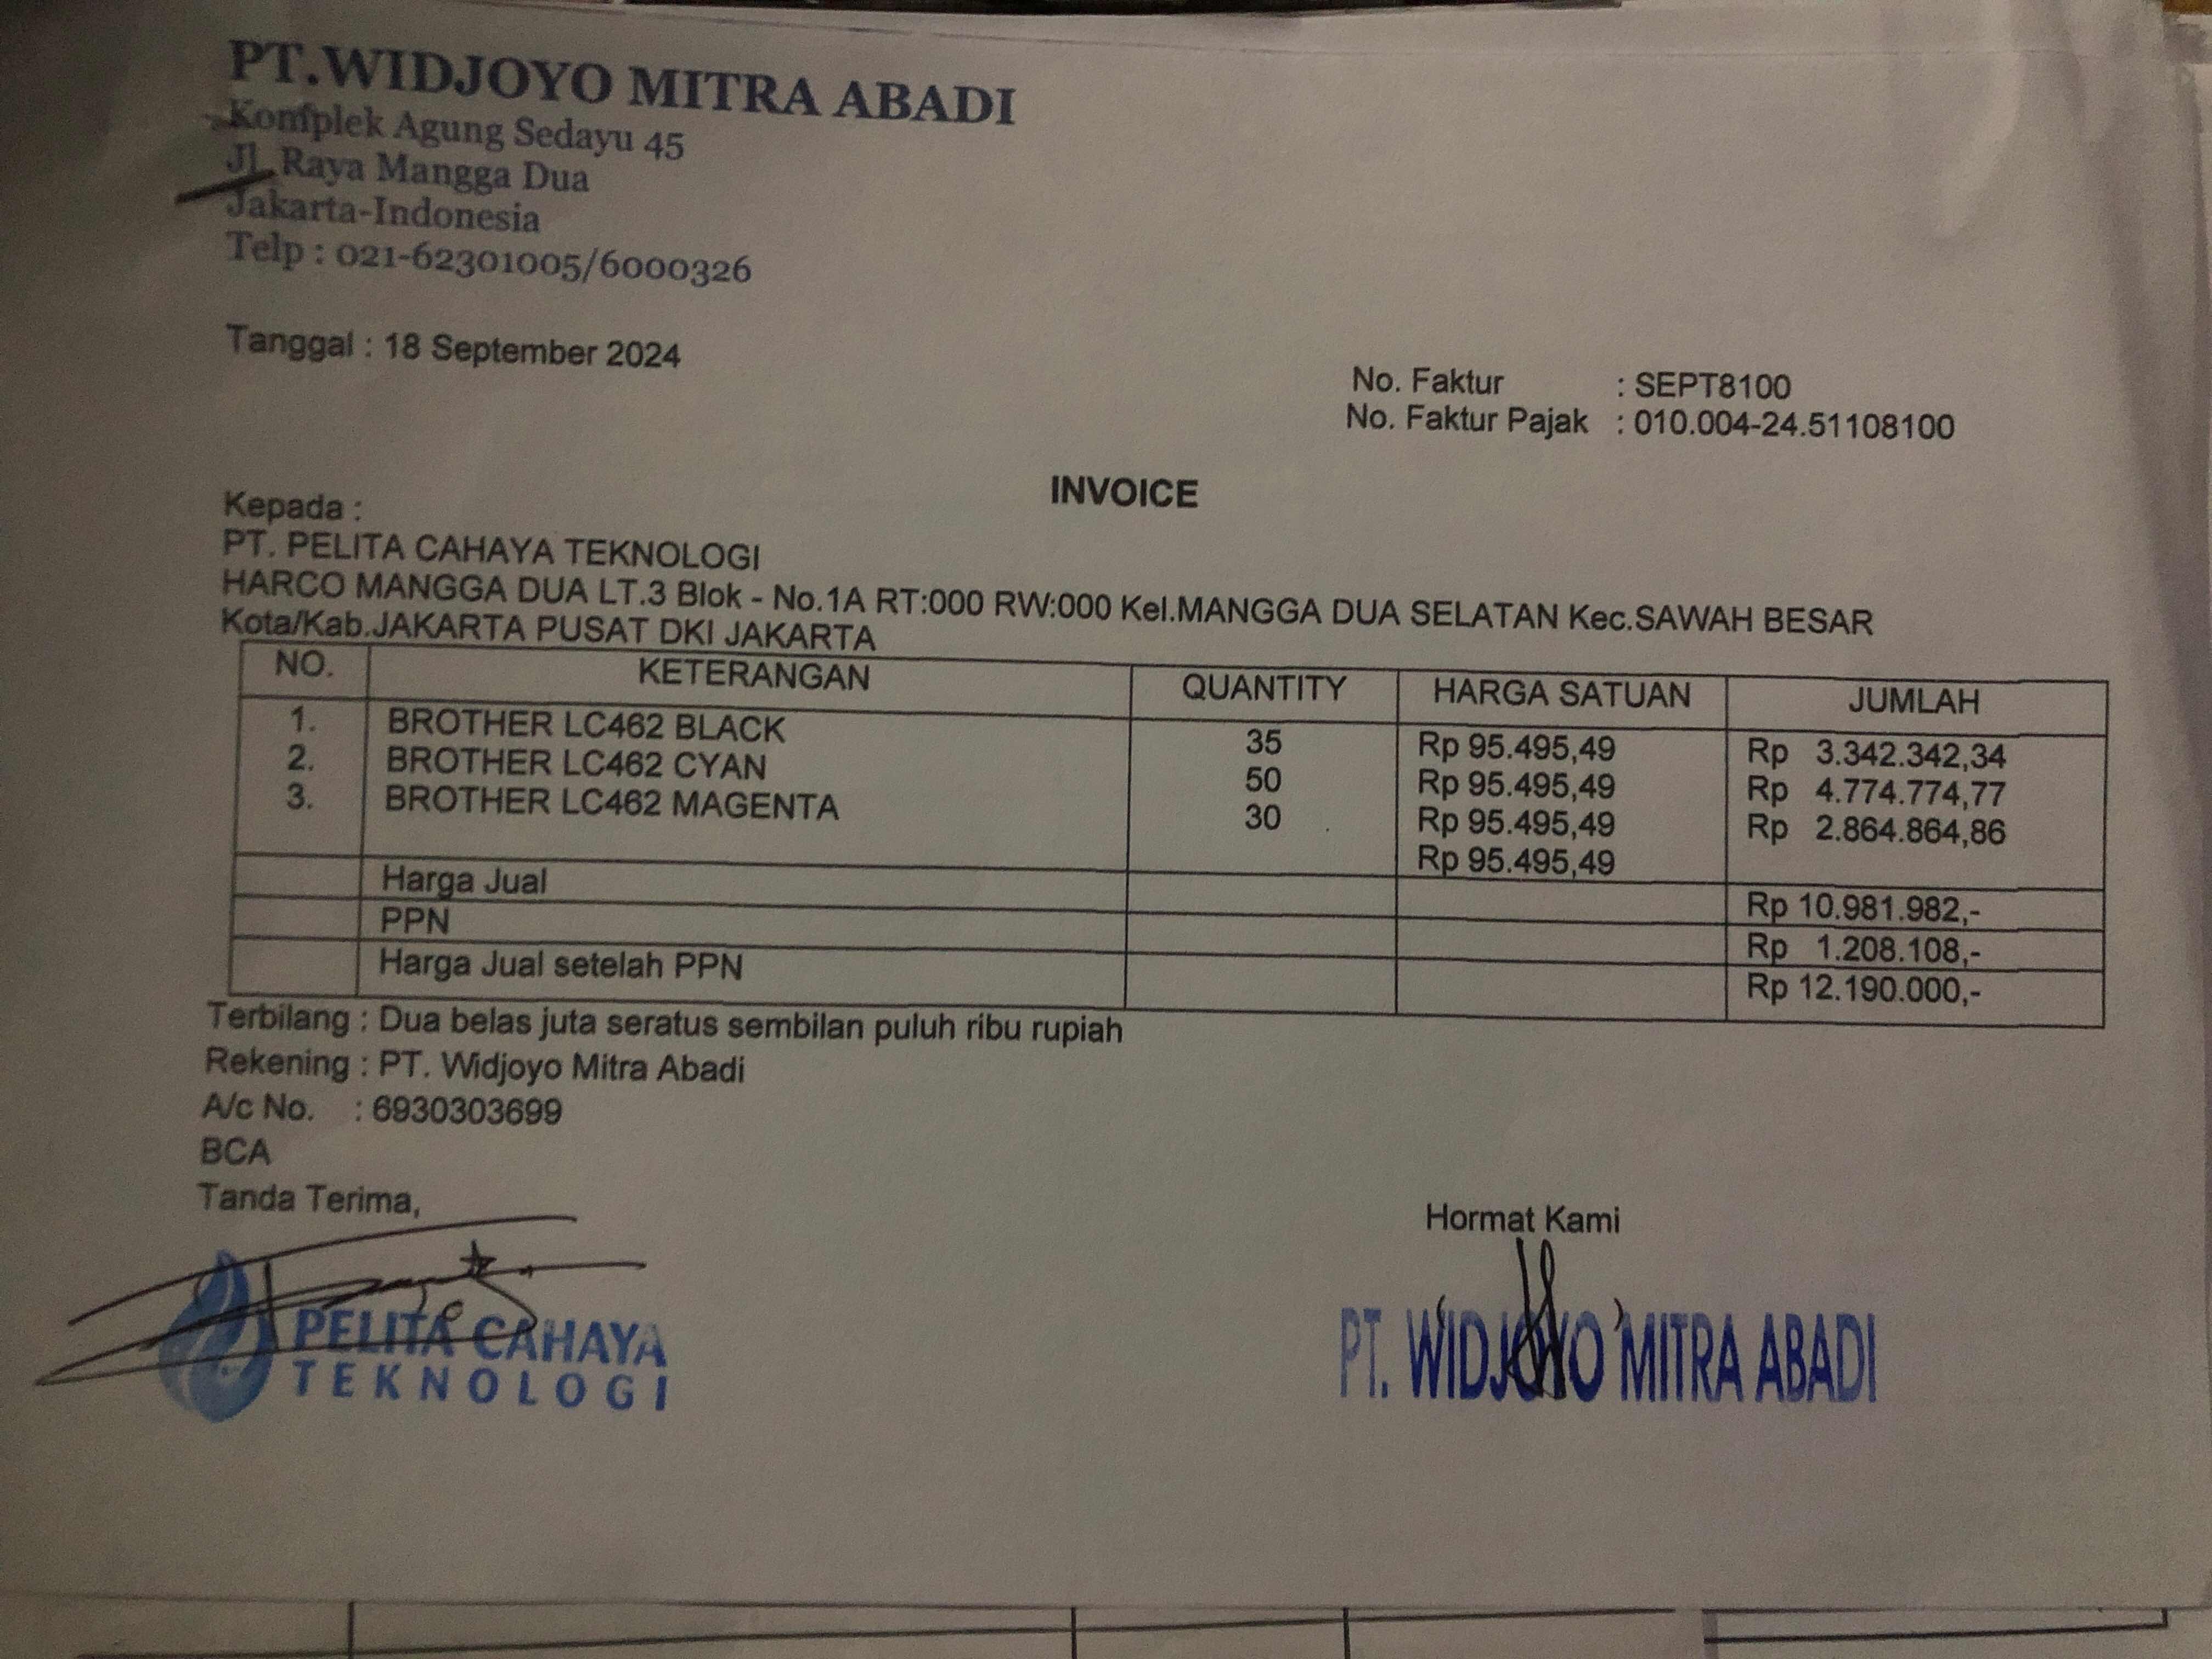 PT.WIDJOYO MITRA ABADI
Komplek Agung Sedayu 45
Jl. Raya Mangga Dua
Jakarta-Indonesia
Telp : 021-62301005/6000326
Tanggal : 18 September 2024
No. Faktur : SEPT8100
No. Faktur Pajak : 010.004-24.51108100
INVOICE
Kepada :
PT. PELITA CAHAYA TEKNOLOGI
HARCO MANGGA DUA LT.3 Blok - No.1A RT:000 RW:000 Kel.MANGGA DUA SELATAN Kec.SAWAH BESAR
Kota/Kab.JAKARTA PUSAT DKI JAKARTA
NO. KETERANGAN QUANTITY HARGA SATUAN JUMLAH
1. BROTHER LC462 BLACK 35 Rp 95.495,49 Rp 3.342.342,34
2. BROTHER LC462 CYAN 50 Rp 95.495,49 Rp 4.774.774,77
3. BROTHER LC462 MAGENTA 30 Rp 95.495,49 Rp 2.864.864,86
Rp 95.495,49
Harga Jual Rp 10.981.982,-
PPN Rp 1.208.108,-
Harga Jual setelah PPN Rp 12.190.000,-
Terbilang : Dua belas juta seratus sembilan puluh ribu rupiah
Rekening : PT. Widjoyo Mitra Abadi
A/c No. : 6930303699
BCA
Tanda Terima,
Hormat Kami
PELITA CAHAYA
TEKNOLOGI
PT. WIDJOYO MITRA ABADI